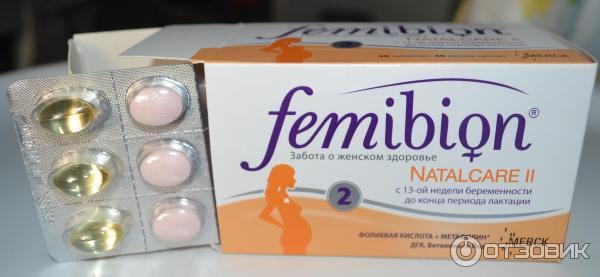 femibion®
Забота о женском здоровье
NATALCARE II
с 13-ой недели беременности
до конца периода лактации
2
ФОЛИЕВАЯ КИСЛОТА + МЕТАФОЛИН®
ДГК, Витамин
MERCK
ОТЗОВИК